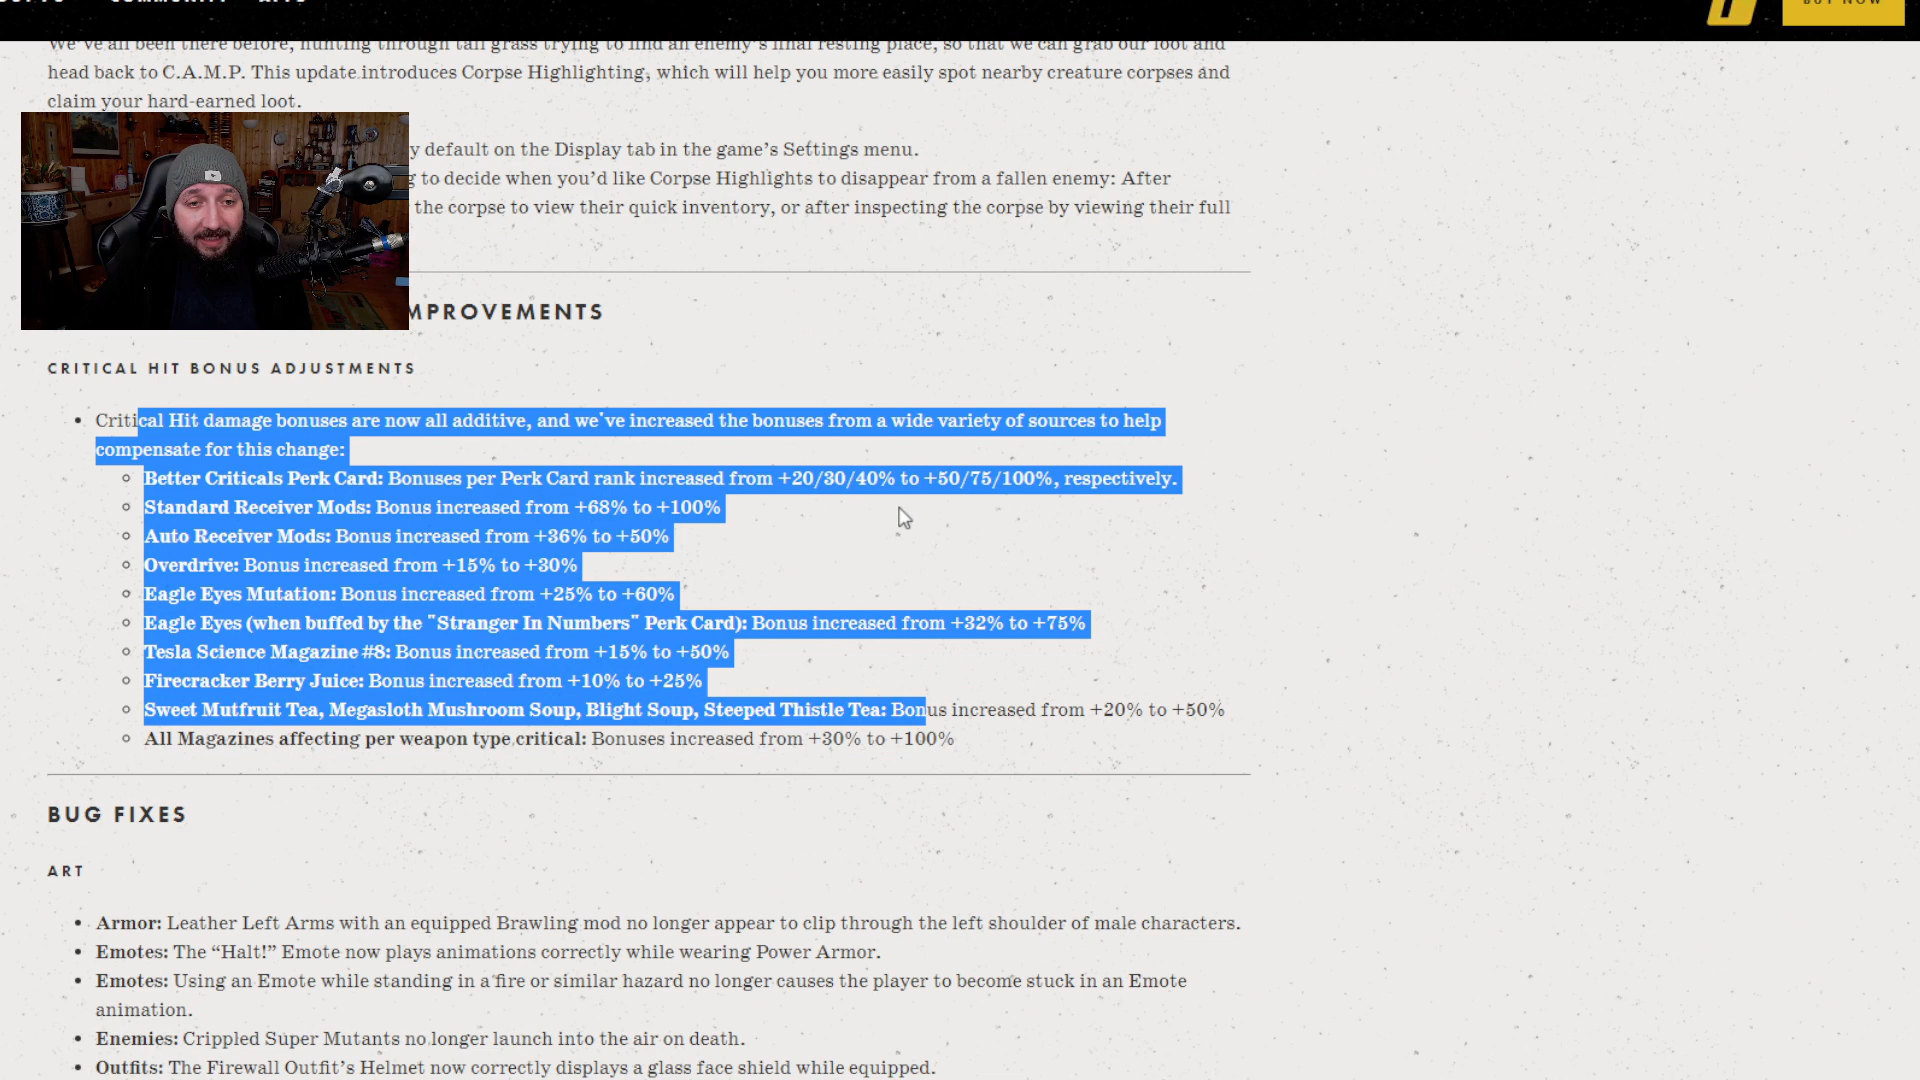 We've all been there before, hunting through tall grass trying to find an enemy's final resting place, so that we can grab our loot and
head back to C.A.M.P. This update introduces Corpse Highlighting, which will help you more easily spot nearby creature corpses and
claim your hard-earned loot.
y default on the Display tab in the game's Settings menu.
g to decide when you'd like Corpse Highlights to disappear from a fallen enemy: After
the corpse to view their quick inventory, or after inspecting the corpse by viewing their full
MPROVEMENTS
CRITICAL HIT BONUS ADJUSTMENTS
• Critical Hit damage bonuses are now all additive, and we've increased the bonuses from a wide variety of sources to help
compensate for this change:
Better Criticals Perk Card: Bonuses per Perk Card rank increased from +20/30/40% to +50/75/100%, respectively.
Standard Receiver Mods: Bonus increased from +68% to +100%
Auto Receiver Mods: Bonus increased from +36% to +50%
Overdrive: Bonus increased from +15% to +30%
Eagle Eyes Mutation: Bonus increased from +25% to +60%
Eagle Eyes (when buffed by the "Stranger In Numbers" Perk Card): Bonus increased from +32% to +75%
Tesla Science Magazine #8: Bonus increased from +15% to +50%
Firecracker Berry Juice: Bonus increased from +10% to +25%
Sweet Mutfruit Tea, Megasloth Mushroom Soup, Blight Soup, Steeped Thistle Tea: Bonus increased from +20% to +50%
All Magazines affecting per weapon type critical: Bonuses increased from +30% to +100%
BUG FIXES
ART
• Armor: Leather Left Arms with an equipped Brawling mod no longer appear to clip through the left shoulder of male characters.
• Emotes: The “Halt!” Emote now plays animations correctly while wearing Power Armor.
• Emotes: Using an Emote while standing in a fire or similar hazard no longer causes the player to become stuck in an Emote
animation.
• Enemies: Crippled Super Mutants no longer launch into the air on death.
• Outfits: The Firewall Outfit's Helmet now correctly displays a glass face shield while equipped.